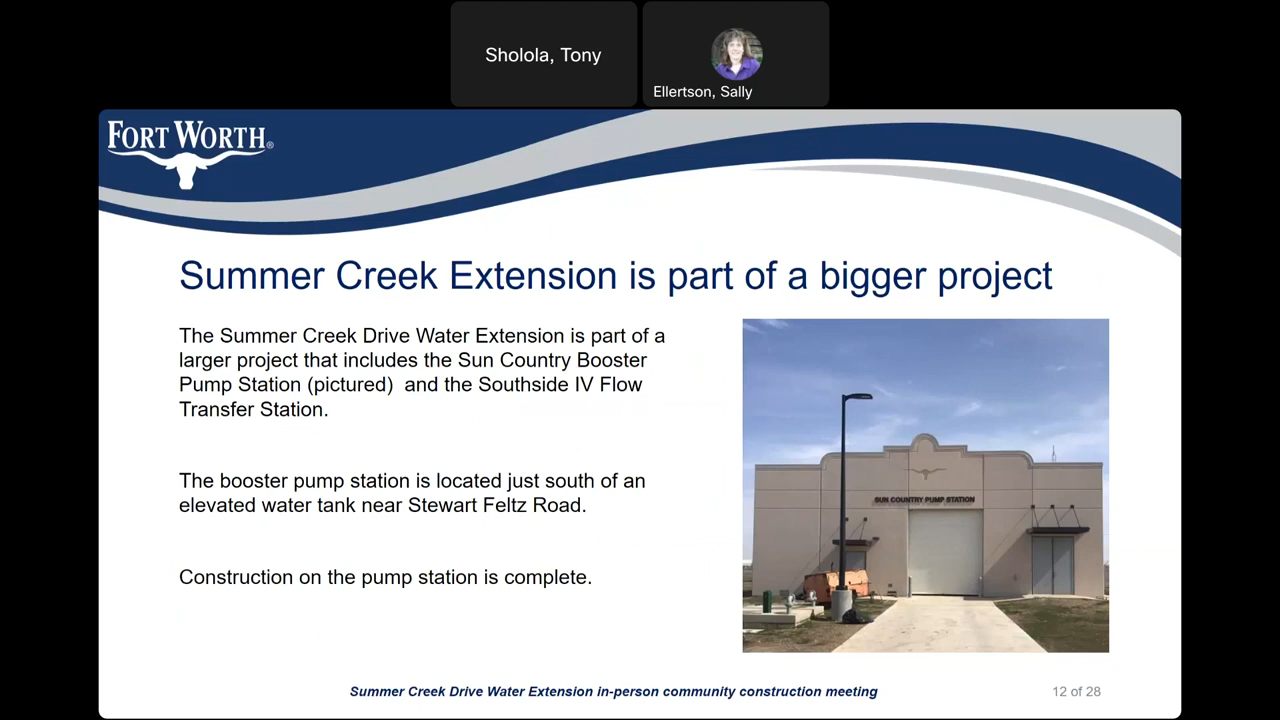 Sholola, Tony
Ellertson, Sally
FORT WORTH®
Summer Creek Extension is part of a bigger project
The Summer Creek Drive Water Extension is part of a
larger project that includes the Sun Country Booster
Pump Station (pictured) and the Southside IV Flow
Transfer Station.
The booster pump station is located just south of an
elevated water tank near Stewart Feltz Road.
Construction on the pump station is complete.
SUN COUNTRY PUMP STATION
Summer Creek Drive Water Extension in-person community construction meeting
12 of 28